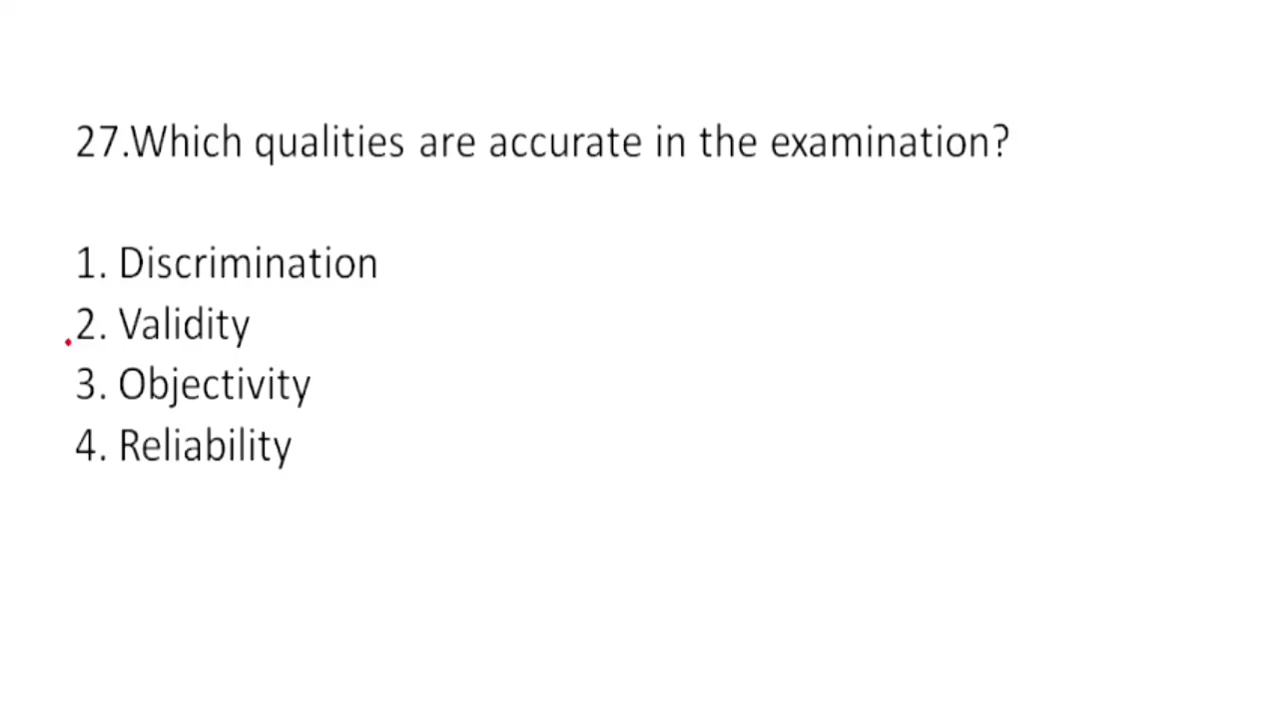 27.Which qualities are accurate in the examination?
1. Discrimination
2. Validity
3. Objectivity
4. Reliability